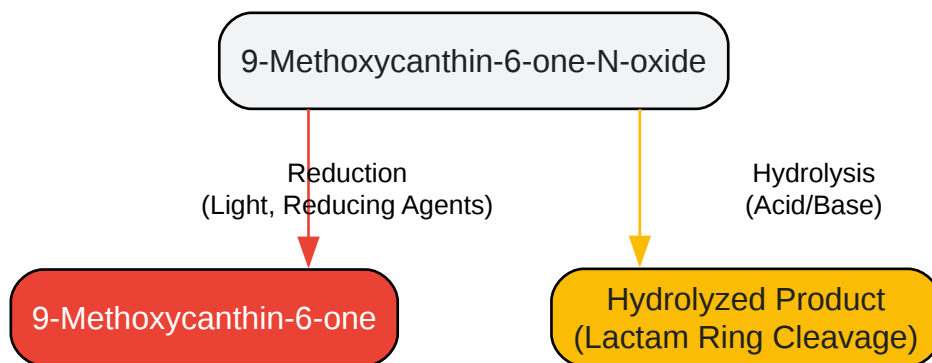 9-Methoxycanthin-6-one-N-oxide
Reduction
(Light, Reducing Agents)
Hydrolysis
(Acid/Base)
9-Methoxycanthin-6-one
Hydrolyzed Product
(Lactam Ring Cleavage)